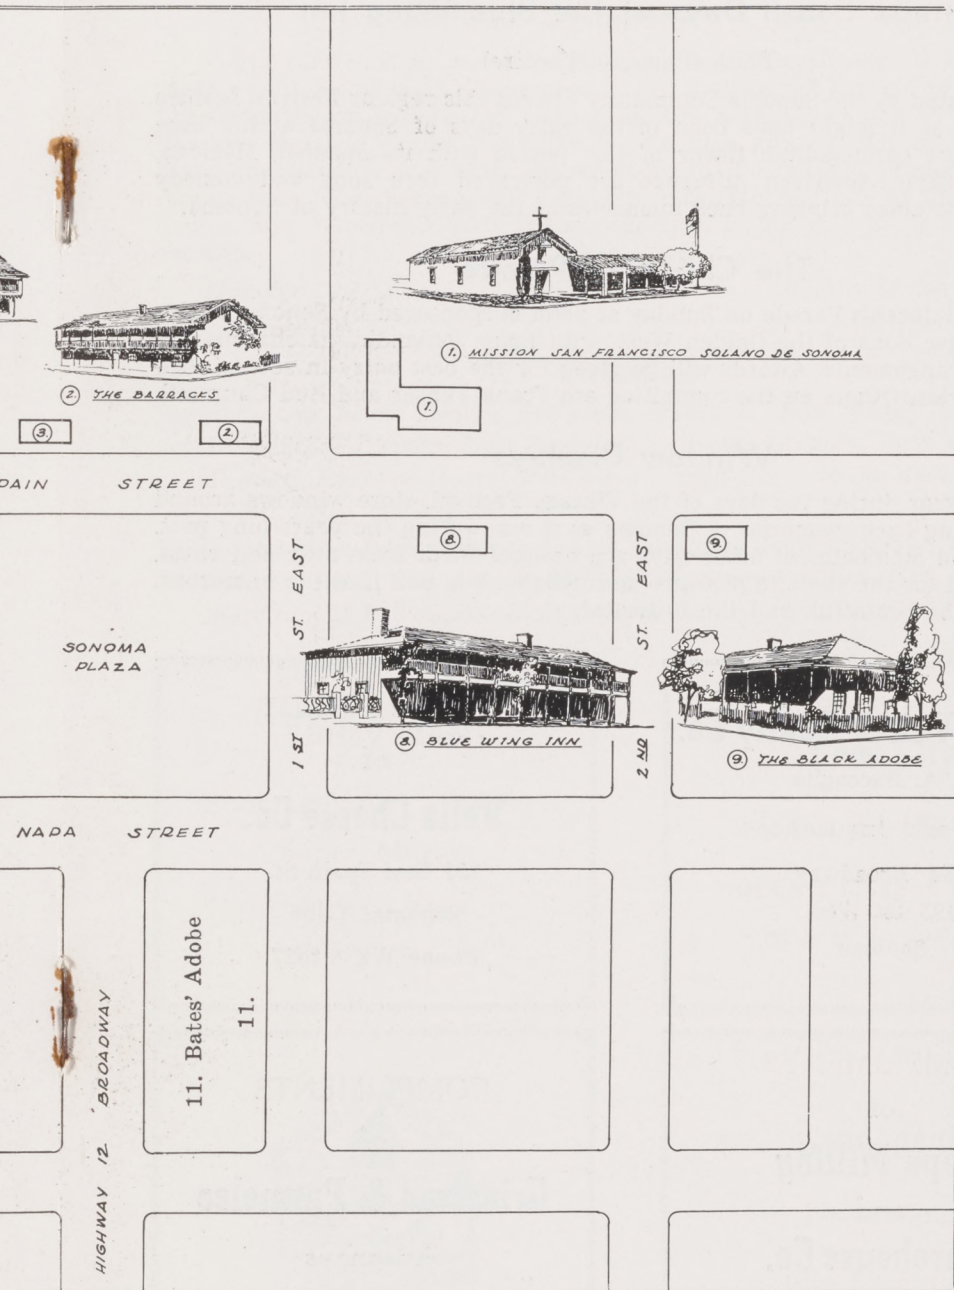 1. MISSION SAN FRANCISCO SOLANO DE SONOMA
2. THE BARRACKS
1.
3.
2.
STREET
8.
9.
1 ST ST. EAST
2 ND ST. EAST
SONOMA
PLAZA
8. BLUE WING INN
9. THE BLACK ADOBE
NAPA STREET
11. Bates' Adobe
11.
HIGHWAY 12 BROADWAY